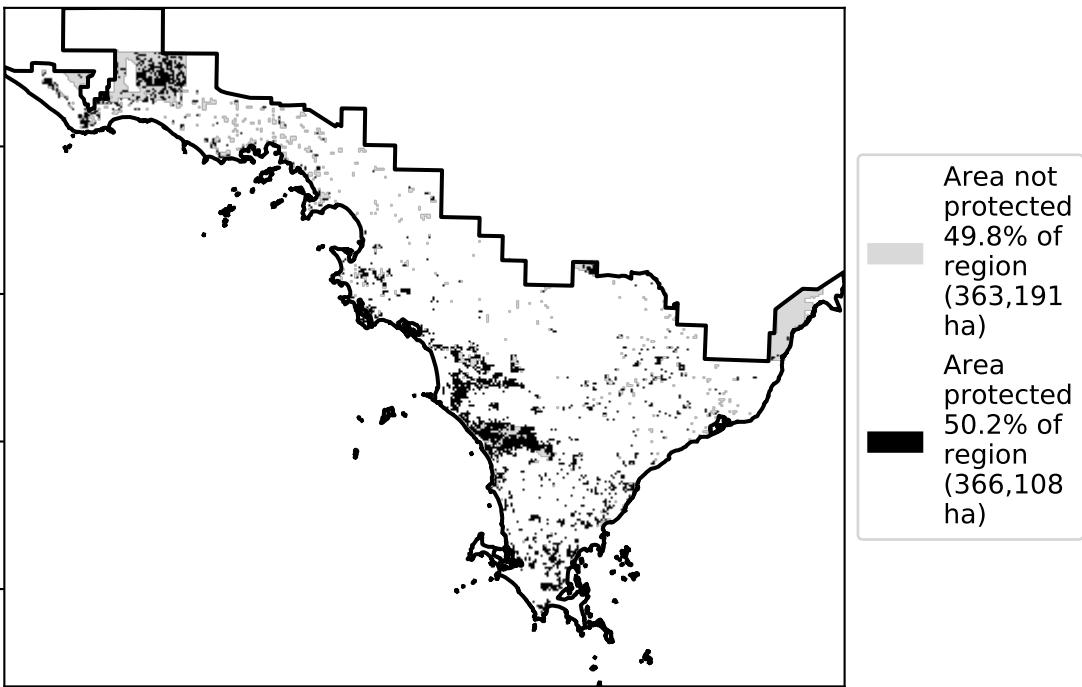 Area not
protected
49.8% of
region
(363,191
ha)
Area
protected
50.2% of
region
(366,108
ha)